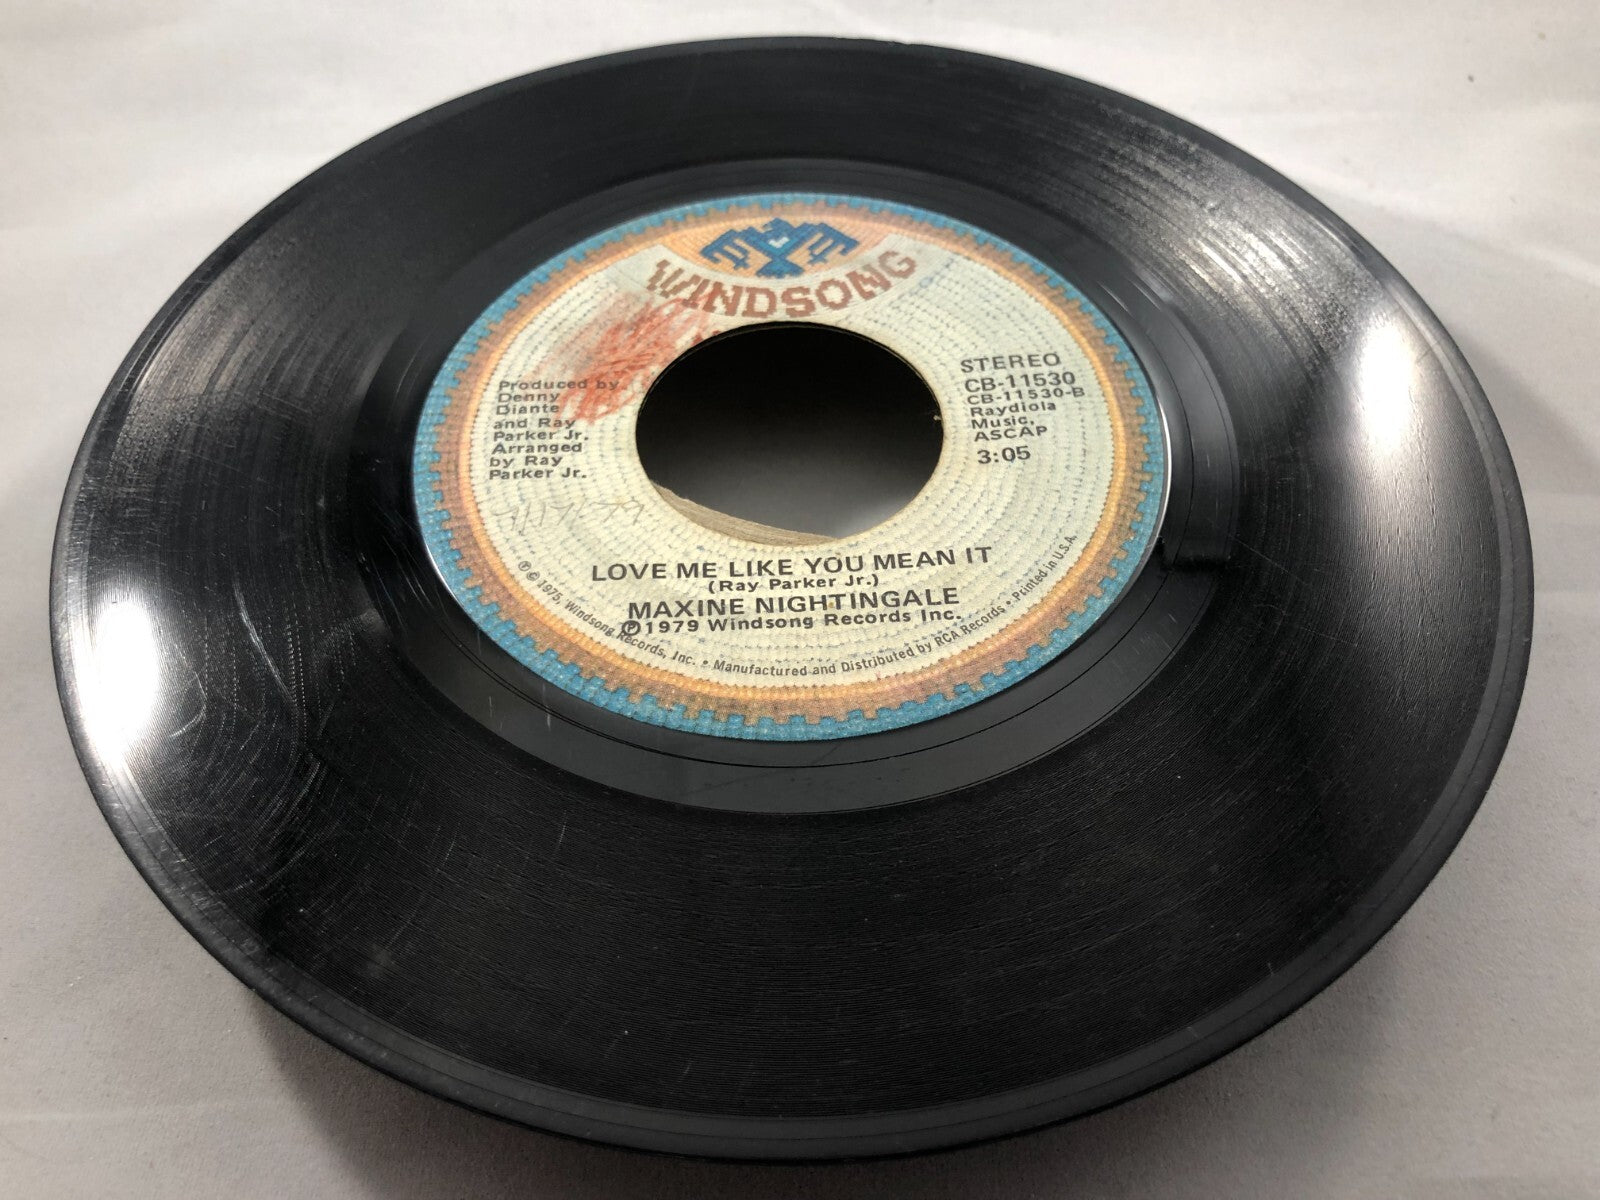 WINDSONG
Produced by
Denny
Diante
and Ray
Parker Jr.
Arranged
by Ray
Parker Jr.
STEREO
CB-11530
CB-11530-B
Raydiola
Music,
ASCAP
3:05
LOVE ME LIKE YOU MEAN IT
(Ray Parker Jr.)
MAXINE NIGHTINGALE
℗1979 Windsong Records Inc.
℗ © 1975, Windsong Records, Inc. • Manufactured and Distributed by RCA Records • Printed in U.S.A.